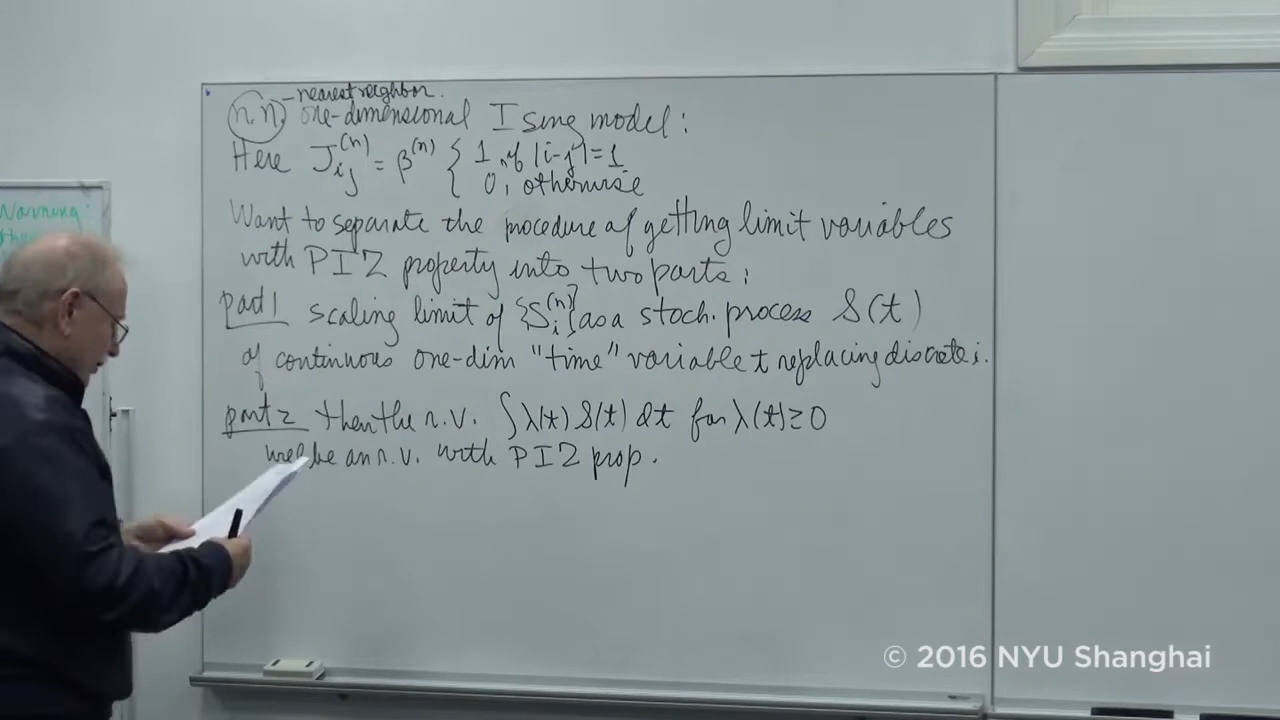 nearest neighbor.
n.n. one-dimensional Ising model:
Here J_{ij}^{(n)} = β^{(n)} { 1 if |i-j|=1
0, otherwise
Want to separate the procedure of getting limit variables
with PIZ property into two parts:
part 1 scaling limit of {S_i^{(n)}} as a stoch. process S(t)
of continuous one-dim "time" variable t replacing discrete i.
part 2 then the r.v. ∫λ(t) S(t) dt for λ(t)≥0
will be an r.v. with PIZ prop.
Warning:
© 2016 NYU Shanghai